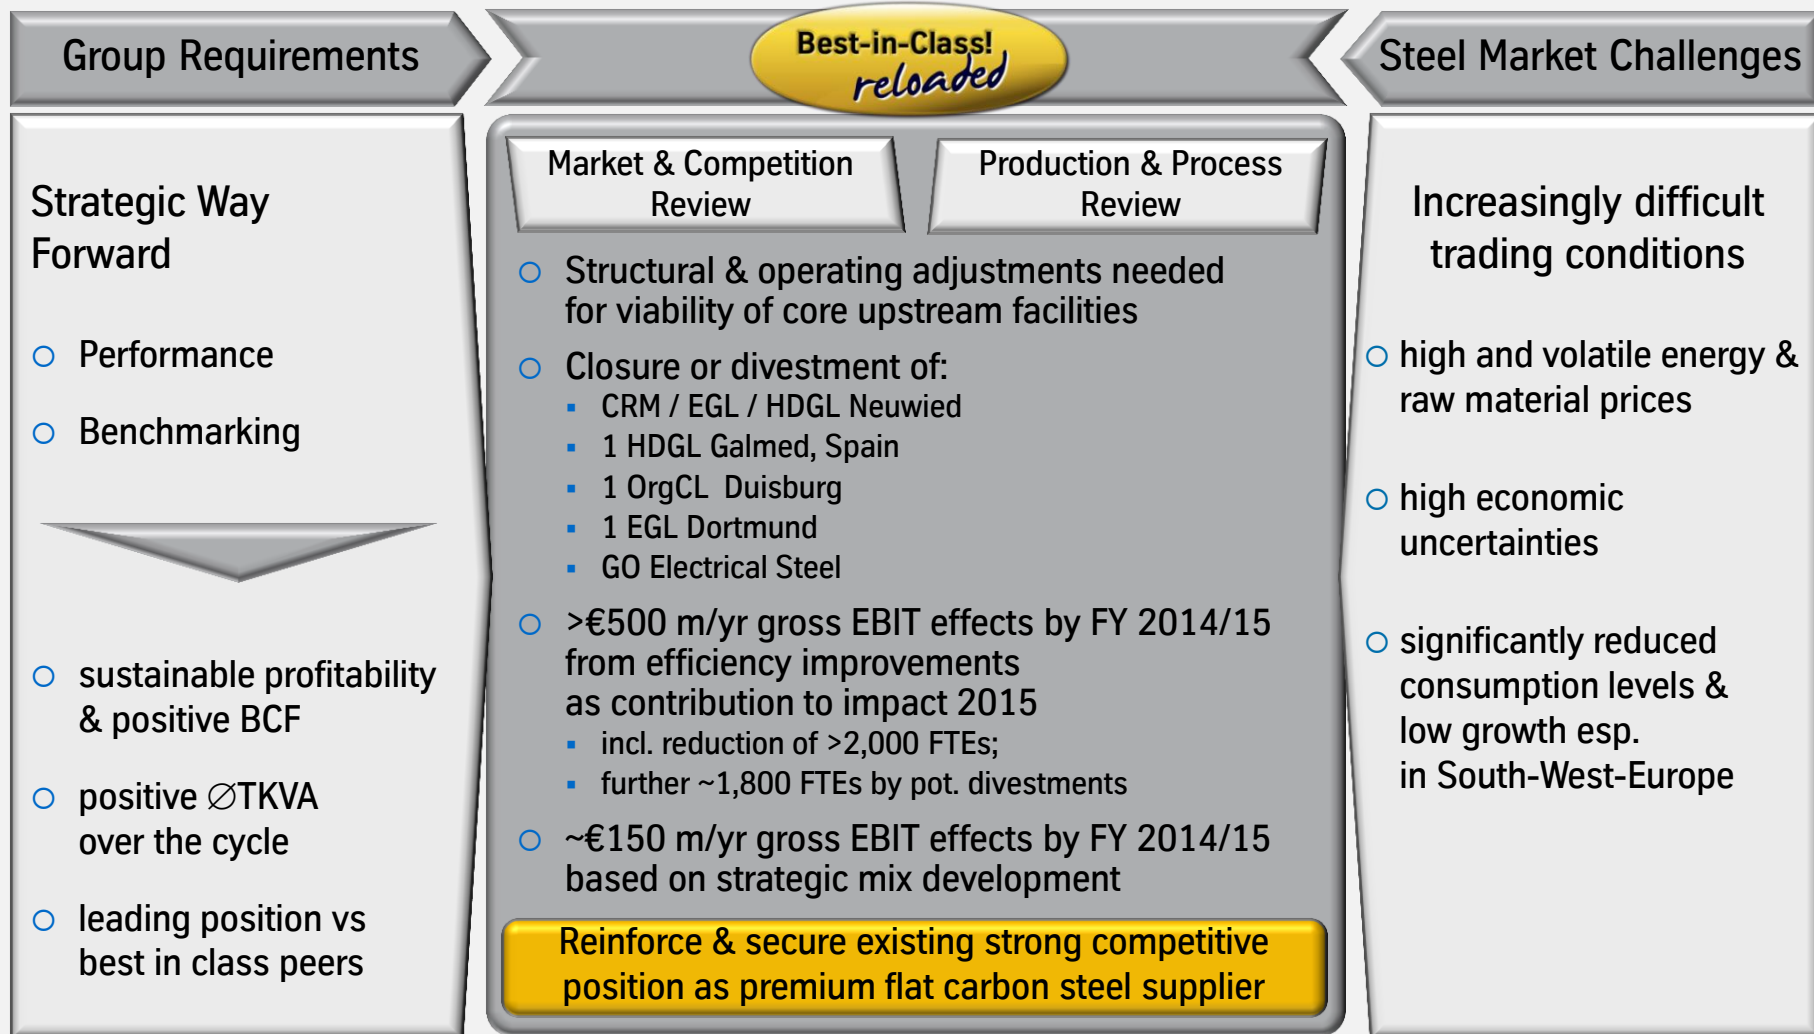 Group Requirements
Best-in-Class!
reloaded
Steel Market Challenges
Strategic Way
Forward
○ Performance
○ Benchmarking
○ sustainable profitability
& positive BCF
○ positive ∅TKVA
over the cycle
○ leading position vs
best in class peers
Market & Competition
Review
Production & Process
Review
○ Structural & operating adjustments needed
for viability of core upstream facilities
○ Closure or divestment of:
▪ CRM / EGL / HDGL Neuwied
▪ 1 HDGL Galmed, Spain
▪ 1 OrgCL Duisburg
▪ 1 EGL Dortmund
▪ GO Electrical Steel
○ >€500 m/yr gross EBIT effects by FY 2014/15
from efficiency improvements
as contribution to impact 2015
▪ incl. reduction of >2,000 FTEs;
▪ further ~1,800 FTEs by pot. divestments
○ ~€150 m/yr gross EBIT effects by FY 2014/15
based on strategic mix development
Reinforce & secure existing strong competitive
position as premium flat carbon steel supplier
Increasingly difficult
trading conditions
○ high and volatile energy &
raw material prices
○ high economic
uncertainties
○ significantly reduced
consumption levels &
low growth esp.
in South-West-Europe